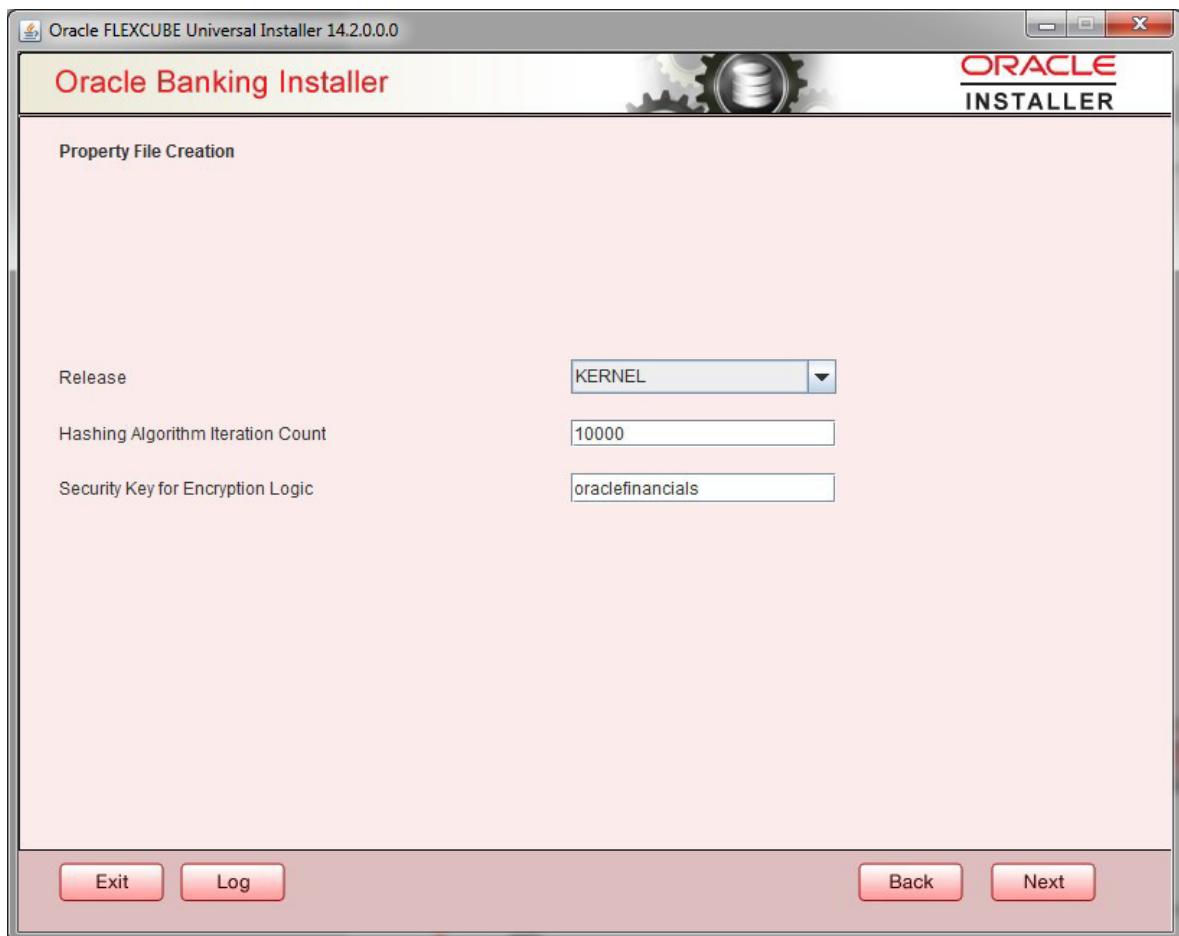 Oracle FLEXCUBE Universal Installer 14.2.0.0.0
Oracle Banking Installer
ORACLE
INSTALLER
Property File Creation
Release
KERNEL
Hashing Algorithm Iteration Count
10000
Security Key for Encryption Logic
oraclefinancials
Exit
Log
Back
Next